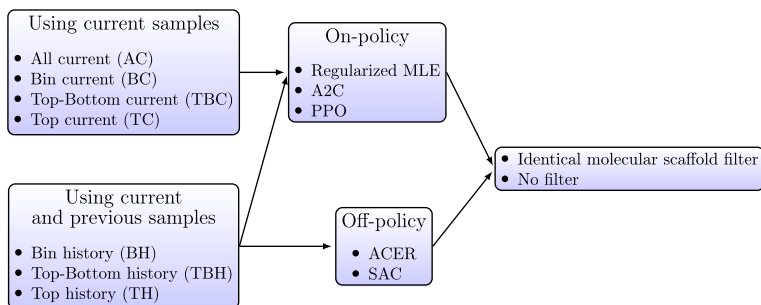 Using current samples
• All current (AC)
• Bin current (BC)
• Top-Bottom current (TBC)
• Top current (TC)
Using current
and previous samples
• Bin history (BH)
• Top-Bottom history (TBH)
• Top history (TH)
On-policy
• Regularized MLE
• A2C
• PPO
Off-policy
• ACER
• SAC
• Identical molecular scaffold filter
• No filter